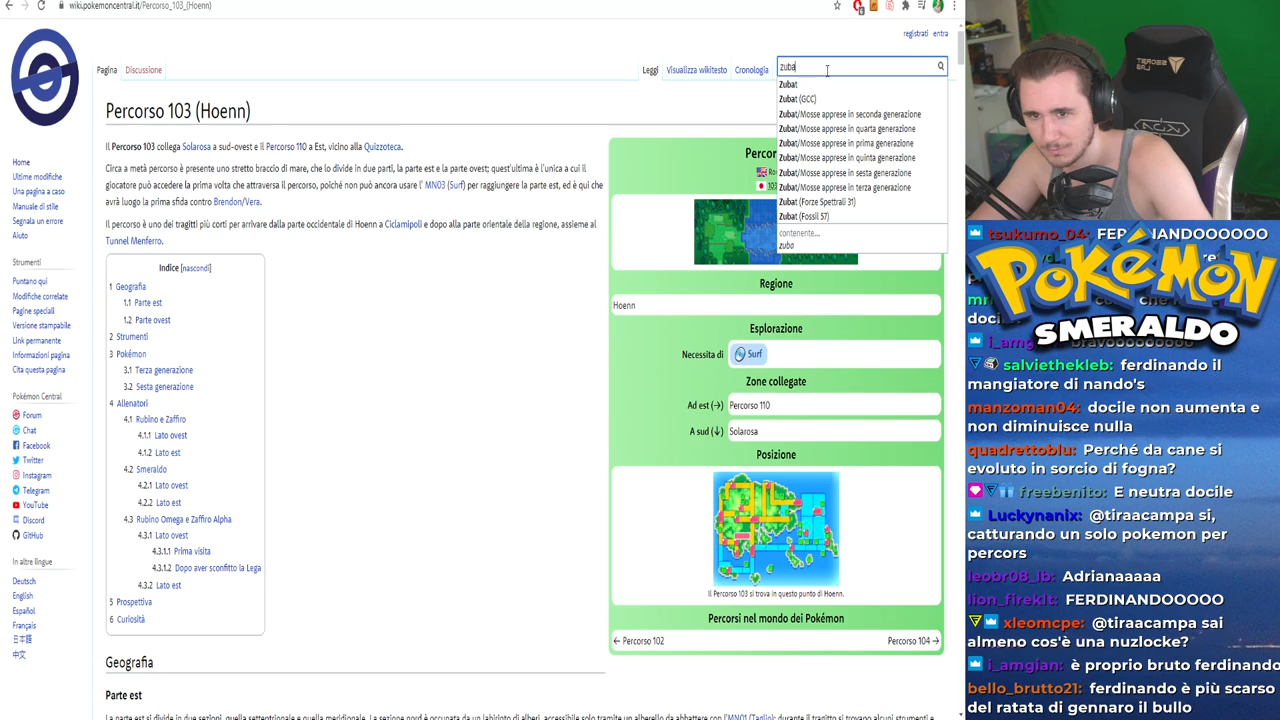 wiki.pokemoncentral.it/Percorso_103_(Hoenn)
registrati entra
Pagina Discussione Leggi Visualizza wikitesto Cronologia
zuba
Zubat
Zubat (GCC)
Zubat/Mosse apprese in seconda generazione
Zubat/Mosse apprese in quarta generazione
Zubat/Mosse apprese in prima generazione
Zubat/Mosse apprese in quinta generazione
Zubat/Mosse apprese in sesta generazione
Zubat/Mosse apprese in terza generazione
Zubat (Forze Spettrali 31)
Zubat (Fossil 57)
contenente...
zuba
Percorso 103 (Hoenn)
Il Percorso 103 collega Solarosa a sud-ovest e il Percorso 110 a Est, vicino alla Quizzoteca.
Circa a metà percorso è presente uno stretto braccio di mare, che lo divide in due parti, la parte est e la parte ovest; quest'ultima è l'unica a cui il
giocatore può accedere la prima volta che attraversa il percorso, poiché non può ancora usare l' MN03 (Surf) per raggiungere la parte est, ed è qui che
avrà luogo la prima sfida contro Brendon/Vera.
Il percorso è uno dei tragitti più corti per arrivare dalla parte occidentale di Hoenn a Ciclamipoli e dopo alla parte orientale della regione, assieme al
Tunnel Menferro.
Indice [nascondi]
1 Geografia
1.1 Parte est
1.2 Parte ovest
2 Strumenti
3 Pokémon
3.1 Terza generazione
3.2 Sesta generazione
4 Allenatori
4.1 Rubino e Zaffiro
4.1.1 Lato ovest
4.1.2 Lato est
4.2 Smeraldo
4.2.1 Lato ovest
4.2.2 Lato est
4.3 Rubino Omega e Zaffiro Alpha
4.3.1 Lato ovest
4.3.1.1 Prima visita
4.3.1.2 Dopo aver sconfitto la Lega
4.3.2 Lato est
5 Prospettiva
6 Curiosità
Geografia
Parte est
Home
Ultime modifiche
Una pagina a caso
Manuale di stile
Segnala un errore
Aiuto
Strumenti
Puntano qui
Modifiche correlate
Pagine speciali
Versione stampabile
Link permanente
Informazioni pagina
Cita questa pagina
Pokémon Central
Forum
Chat
Facebook
Twitter
Instagram
Telegram
YouTube
Discord
GitHub
In altre lingue
Deutsch
English
Español
Français
日本語
中文
Regione
Hoenn
Esplorazione
Necessita di Surf
Zone collegate
Ad est (→) Percorso 110
A sud (↓) Solarosa
Posizione
Il Percorso 103 si trova in questo punto di Hoenn.
Percorsi nel mondo dei Pokémon
← Percorso 102 Percorso 104 →
POKÉMON
SMERALDO
salviethekleb: ferdinando il
mangiatore di nando's
manzoman04: docile non aumenta e
non diminuisce nulla
quadrettoblu: Perché da cane si
evoluto in sorcio di fogna?
freebenito: E neutra docile
Luckynanix: @tiraacampa si,
catturando un solo pokemon per
percors
leobr08_lb: Adrianaaaaa
lion_fireklt: FERDINANDOOOOO
xleomcpe: @tiraacampa sai
almeno cos'è una nuzlocke?
i_amgian: è proprio bruto ferdinando
bello_brutto21: ferdinando è più scarso
del ratata di gennaro il bullo